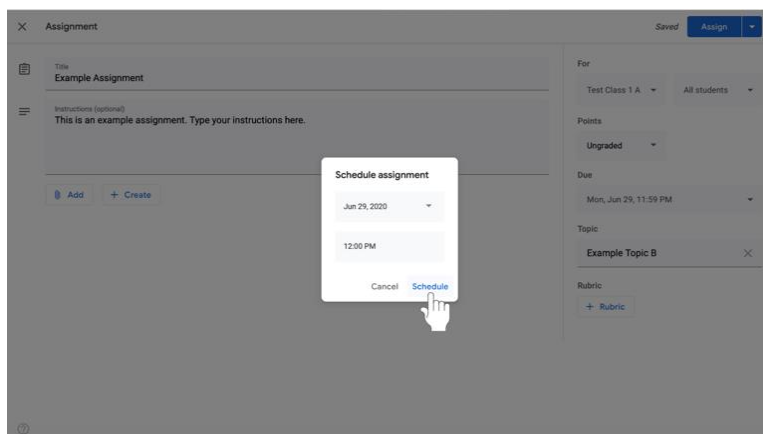 Assignment
Saved
Assign
Title
Example Assignment
Instructions (optional)
This is an example assignment. Type your instructions here.
Add
+ Create
For
Test Class 1 A
All students
Points
Ungraded
Due
Mon, Jun 29, 11:59 PM
Topic
Example Topic B
Rubric
+ Rubric
Schedule assignment
Jun 29, 2020
12:00 PM
Cancel
Schedule